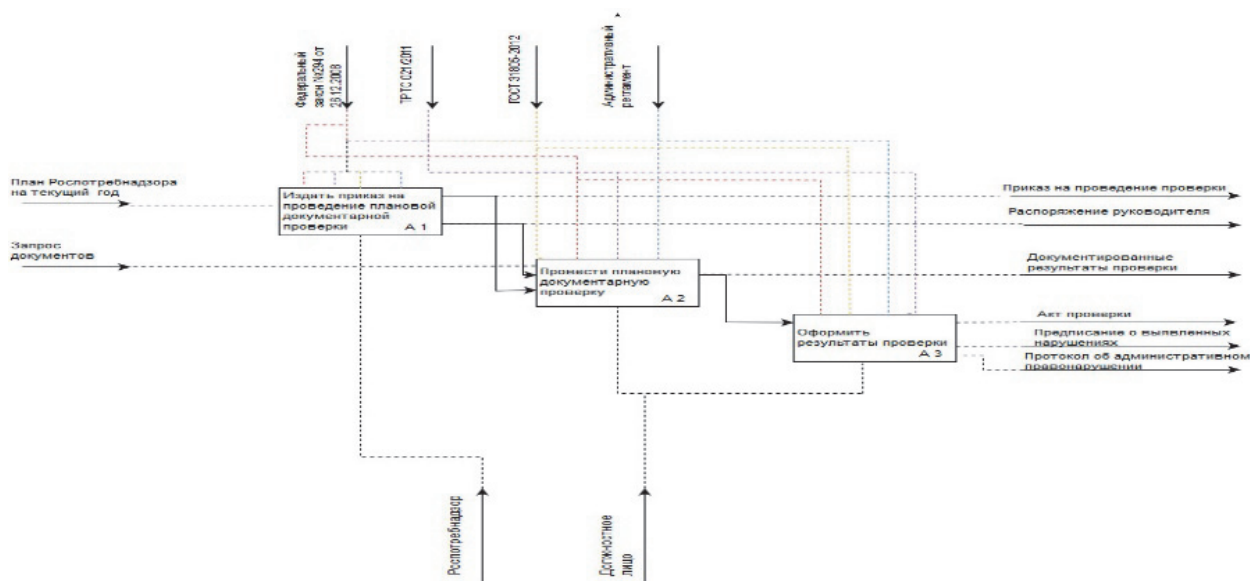 Федеральный
закон №294 от
26.12.2008
ТР ТС 021/2011
ГОСТ 31805-2012
Административный
регламент
План Роспотребнадзора
на текущий год
Издать приказ на
проведение плановой
документарной
проверки
А 1
Приказ на проведение проверки
Распоряжение руководителя
Запрос
документов
Провести плановую
документарную
проверку
А 2
Документированные
результаты проверки
Оформить
результаты проверки
А 3
Акт проверки
Предписание о выявленных
нарушениях
Протокол об административном
правонарушении
Роспотребнадзор
Должностное
лицо